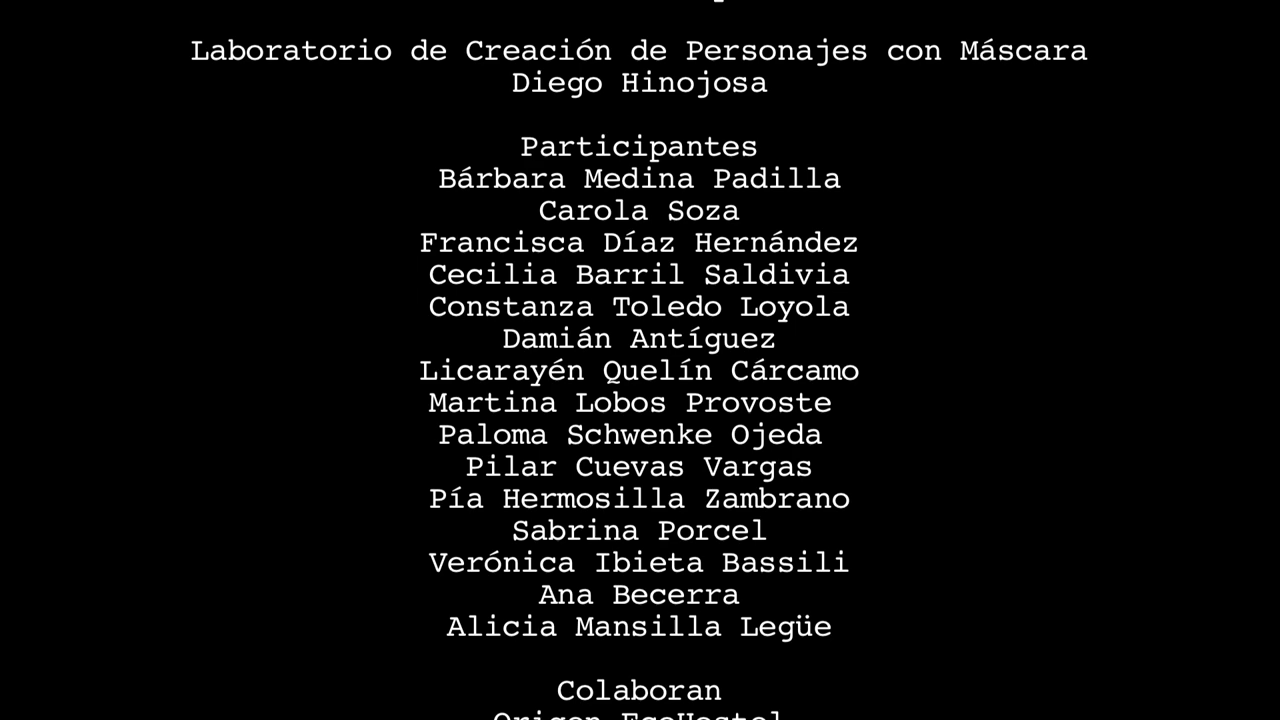 Laboratorio de Creación de Personajes con Máscara
Diego Hinojosa
Participantes
Bárbara Medina Padilla
Carola Soza
Francisca Díaz Hernández
Cecilia Barril Saldivia
Constanza Toledo Loyola
Damián Antíguez
Licarayén Quelín Cárcamo
Martina Lobos Provoste
Paloma Schwenke Ojeda
Pilar Cuevas Vargas
Pía Hermosilla Zambrano
Sabrina Porcel
Verónica Ibieta Bassili
Ana Becerra
Alicia Mansilla Legüe
Colaboran
Origen EcoHostel